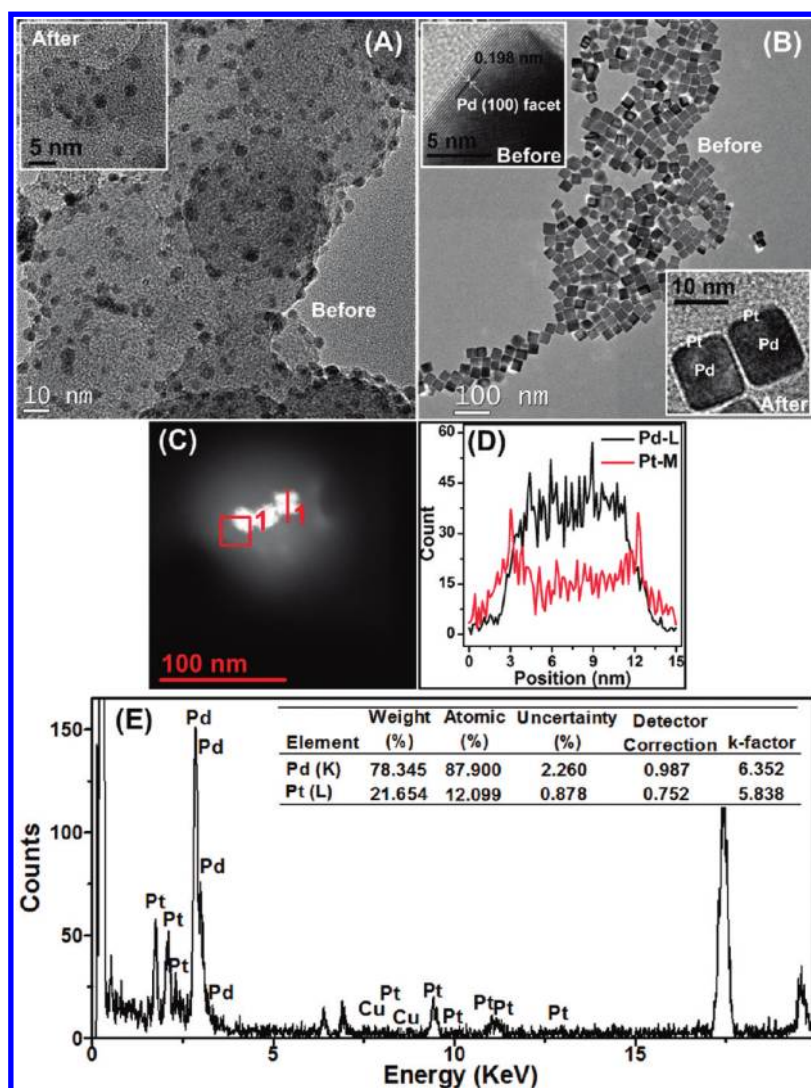 After
(A)
5 nm
Before
10 nm
(B)
0.198 nm
Pd (100) facet
5 nm
Before
Before
10 nm
Pt
Pt
Pd
Pd
After
100 nm
(C)
1
1
100 nm
(D)
Pd-L
Pt-M
Count
60
45
30
15
0
0 3 6 9 12 15
Position (nm)
(E)
Weight Atomic Uncertainty Detector
Element (%) (%) (%) Correction k-factor
Pd (K) 78.345 87.900 2.260 0.987 6.352
Pt (L) 21.654 12.099 0.878 0.752 5.838
Counts
150
100
50
0
Pd
Pd
Pd
Pt
Pt
Pt
Pd
Cu
Pt
Cu
Pt
Pt
Pt
Pt
Pt
0 5 10 15
Energy (KeV)